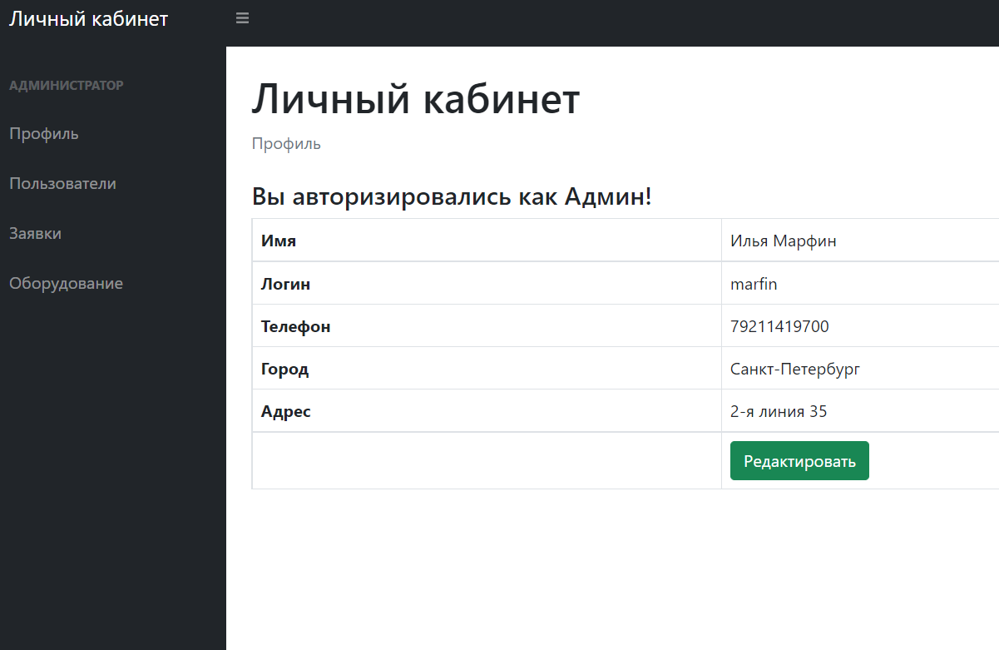 Личный кабинет
АДМИНИСТРАТОР
Профиль
Пользователи
Заявки
Оборудование
Личный кабинет
Профиль
Вы авторизировались как Админ!
Имя Илья Марфин
Логин marfin
Телефон 79211419700
Город Санкт-Петербург
Адрес 2-я линия 35
Редактировать